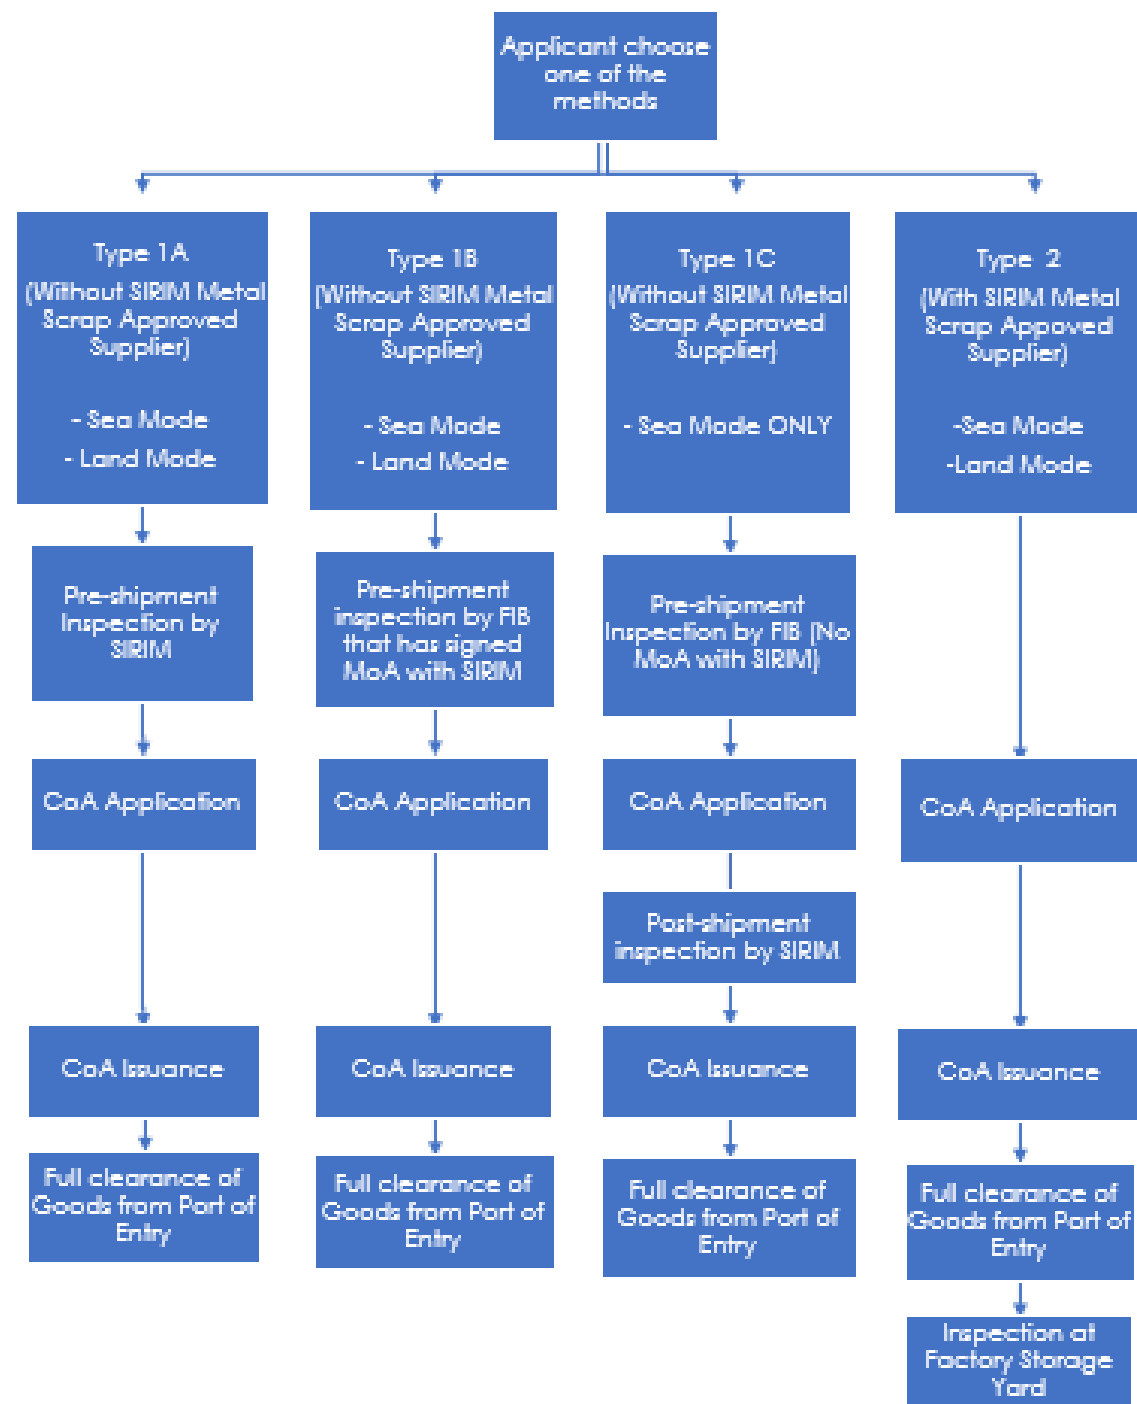 Applicant choose
one of the
methods
Type 1A
(Without SIRIM Metal
Scrap Approved
Supplier)
- Sea Mode
- Land Mode
Pre-shipment
Inspection by
SIRIM
CoA Application
CoA Issuance
Full clearance of
Goods from Port of
Entry
Type 1B
(Without SIRIM Metal
Scrap Approved
Supplier)
- Sea Mode
- Land Mode
Pre-shipment
inspection by FIB
that has signed
MoA with SIRIM
CoA Application
CoA Issuance
Full clearance of
Goods from Port of
Entry
Type 1C
(Without SIRIM Metal
Scrap Approved
Supplier)
- Sea Mode ONLY
Pre-shipment
Inspection by FIB (No
MoA with SIRIM)
CoA Application
Post-shipment
inspection by SIRIM
CoA Issuance
Full clearance of
Goods from Port of
Entry
Type 2
(With SIRIM Metal
Scrap Appoved
Supplier)
-Sea Mode
-Land Mode
CoA Application
CoA Issuance
Full clearance of
Goods from Port of
Entry
Inspection at
Factory Storage
Yard